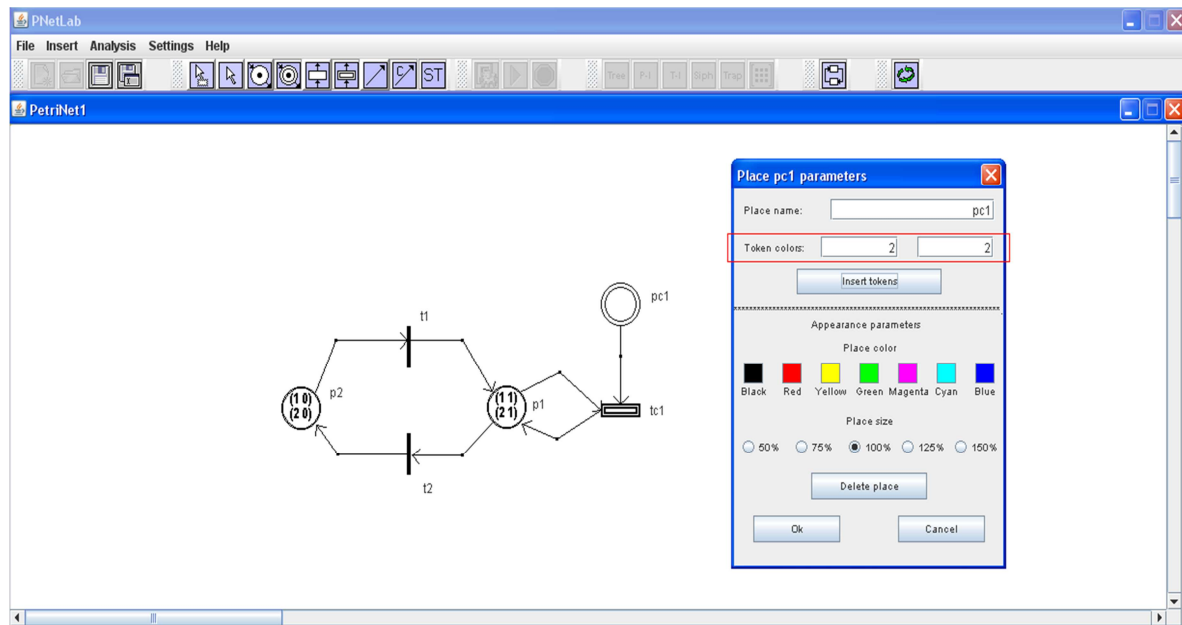 PNetLab
File Insert Analysis Settings Help
C ST Tree P-I T-I Siph Trap
PetriNet1
Place pc1 parameters
Place name: pc1
Token colors: 2 2
Insert tokens
Appearance parameters
Place color
Black Red Yellow Green Magenta Cyan Blue
Place size
50% 75% 100% 125% 150%
Delete place
Ok Cancel
pc1
t1
p2
(1 0)
(2 0)
(1 1)
(2 1)
p1
tc1
t2